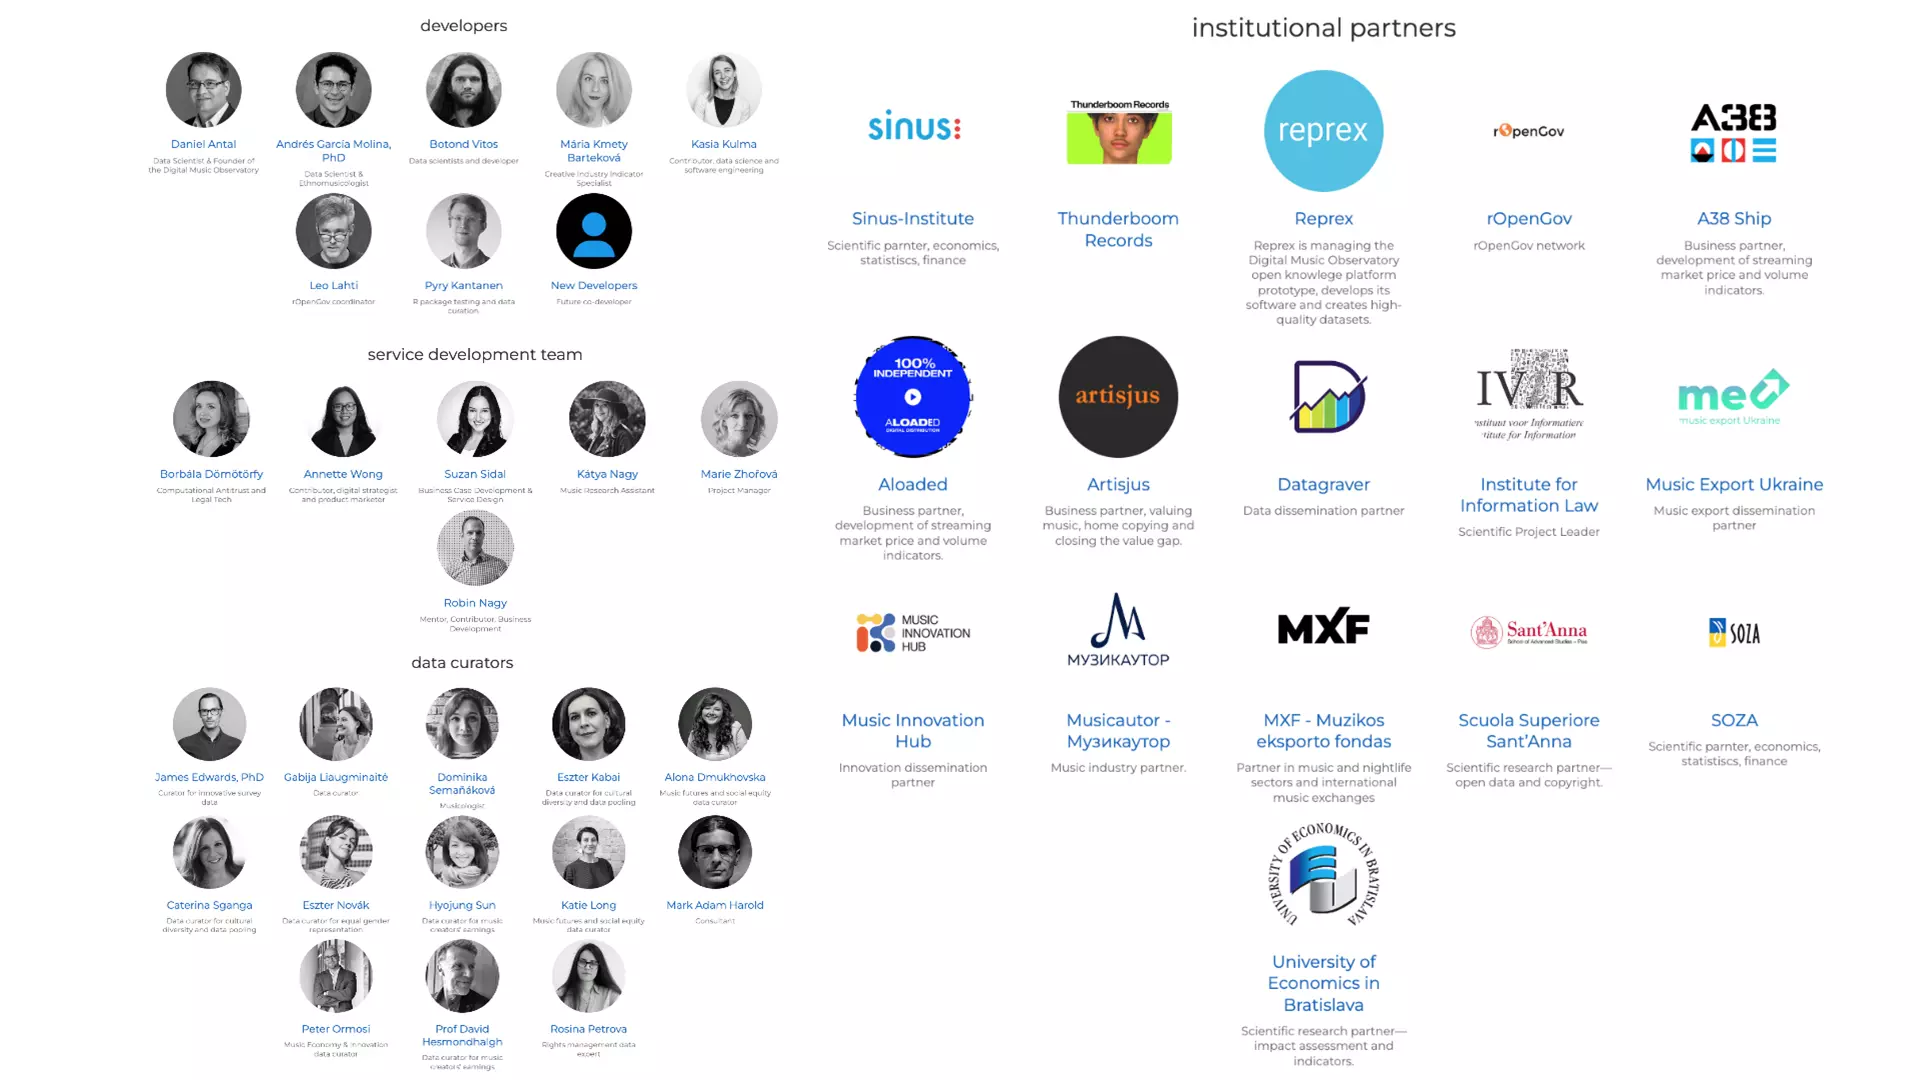 developers
Daniel Antal
Data Scientist & Founder of
the Digital Music Observatory
Andrés García Molina,
PhD
Data Scientist &
Ethnomusicologist
Botond Vitos
Data scientists and developer
Mária Kmety
Barteková
Creative Industry Indicator
Specialist
Kasia Kulma
Contributor, data science and
software engineering
Leo Lahti
rOpenGov coordinator
Pyry Kantanen
R package testing and data
curation
New Developers
Future co-developer
service development team
Borbála Dömötörfy
Computational Antitrust and
Legal Tech
Annette Wong
Contributor, digital strategist
and product marketor
Suzan Sidal
Business Case Development &
Service Design
Kátya Nagy
Music Research Assistant
Marie Zhořová
Project Manager
Robin Nagy
Mentor, Contributor, Business
Development
data curators
James Edwards, PhD
Curator for innovative survey
data
Gabija Liaugminaitė
Data curator
Dominika
Semaňáková
Musicologist
Eszter Kabai
Data curator for cultural
diversity and data pooling
Alona Dmukhovska
Music futures and social equity
data curator
Caterina Sganga
Data curator for cultural
diversity and data pooling
Eszter Novák
Data curator for equal gender
representation
Hyojung Sun
Data curator for music
creators' earnings
Katie Long
Music futures and social equity
data curator
Mark Adam Harold
Consultant
Peter Ormosi
Music Economy & Innovation
data curator
Prof David
Hesmondhalgh
Data curator for music
creators' earnings
Rosina Petrova
Rights management data
expert
institutional partners
sinus:
Sinus-Institute
Scientific parnter, economics,
statistiscs, finance
Thunderboom Records
Thunderboom
Records
reprex
Reprex
Reprex is managing the
Digital Music Observatory
open knowlege platform
prototype, develops its
software and creates high-
quality datasets.
rOpenGov
rOpenGov
rOpenGov network
A38
A38 Ship
Business partner,
development of streaming
market price and volume
indicators.
100%
INDEPENDENT
ALOADED
DIGITAL DISTRIBUTION
Aloaded
Business partner,
development of streaming
market price and volume
indicators.
artisjus
Artisjus
Business partner, valuing
music, home copying and
closing the value gap.
Datagraver
Data dissemination partner
IViR
nstituut voor Informatierec
stitute for Information
Institute for
Information Law
Scientific Project Leader
meu
music export Ukraine
Music Export Ukraine
Music export dissemination
partner
MUSIC
INNOVATION
HUB
Music Innovation
Hub
Innovation dissemination
partner
МУЗИКАУТОР
Musicautor -
Музикаутор
Music industry partner.
MXF
MXF - Muzikos
eksporto fondas
Partner in music and nightlife
sectors and international
music exchanges
Sant'Anna
School of Advanced Studies – Pisa
Scuola Superiore
Sant'Anna
Scientific research partner—
open data and copyright.
SOZA
SOZA
Scientific parnter, economics,
statistiscs, finance
UNIVERSITY OF ECONOMICS IN BRATISLAVA
University of
Economics in
Bratislava
Scientific research partner—
impact assessment and
indicators.